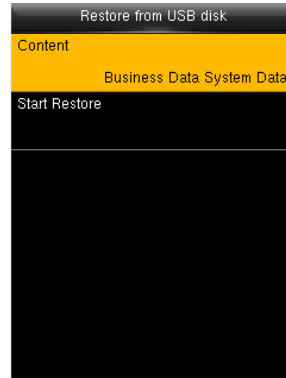 Restore from USB disk
Content
Business Data System Data
Start Restore